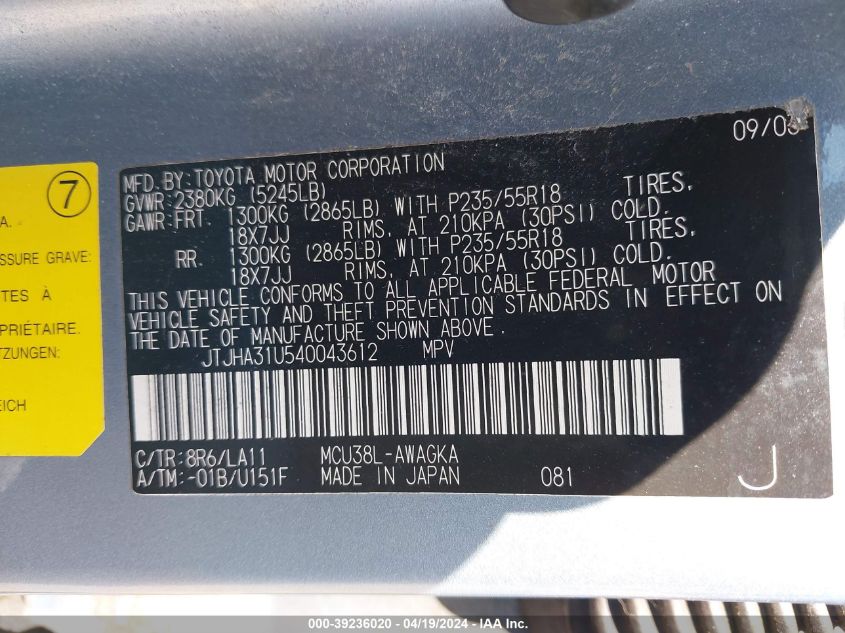 09/03
MFD. BY: TOYOTA MOTOR CORPORATION
GVWR: 2380KG (5245LB)
GAWR: FRT. 1300KG (2865LB) WITH P235/55R18 TIRES,
18X7JJ RIMS, AT 210KPA (30PSI) COLD.
RR. 1300KG (2865LB) WITH P235/55R18 TIRES,
18X7JJ RIMS, AT 210KPA (30PSI) COLD.
THIS VEHICLE CONFORMS TO ALL APPLICABLE FEDERAL MOTOR
VEHICLE SAFETY AND THEFT PREVENTION STANDARDS IN EFFECT ON
THE DATE OF MANUFACTURE SHOWN ABOVE.
JTJHA31U540043612 MPV
C/TR: 8R6/LA11 MCU38L-AWAGKA
A/TM: -01B/U151F MADE IN JAPAN 081 J
7
A.
SSURE GRAVE:
TES À
PRIÉTAIRE.
TZUNGEN,
EICH
000-39236020 - 04/19/2024 - IAA Inc.